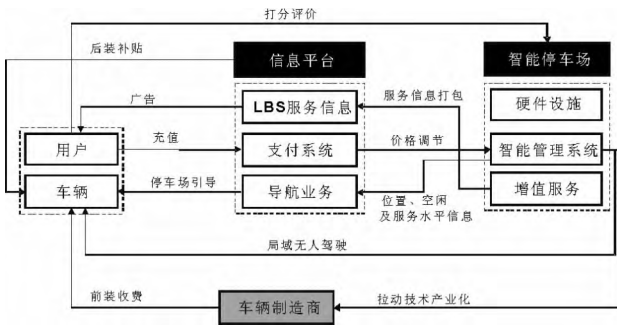 打分评价
后装补贴
信息平台
智能停车场
广告
LBS服务信息
服务信息打包
硬件设施
用户
充值
支付系统
价格调节
智能管理系统
车辆
停车场引导
导航业务
位置、空闲
及服务水平信息
增值服务
局域无人驾驶
前装收费
车辆制造商
拉动技术产业化